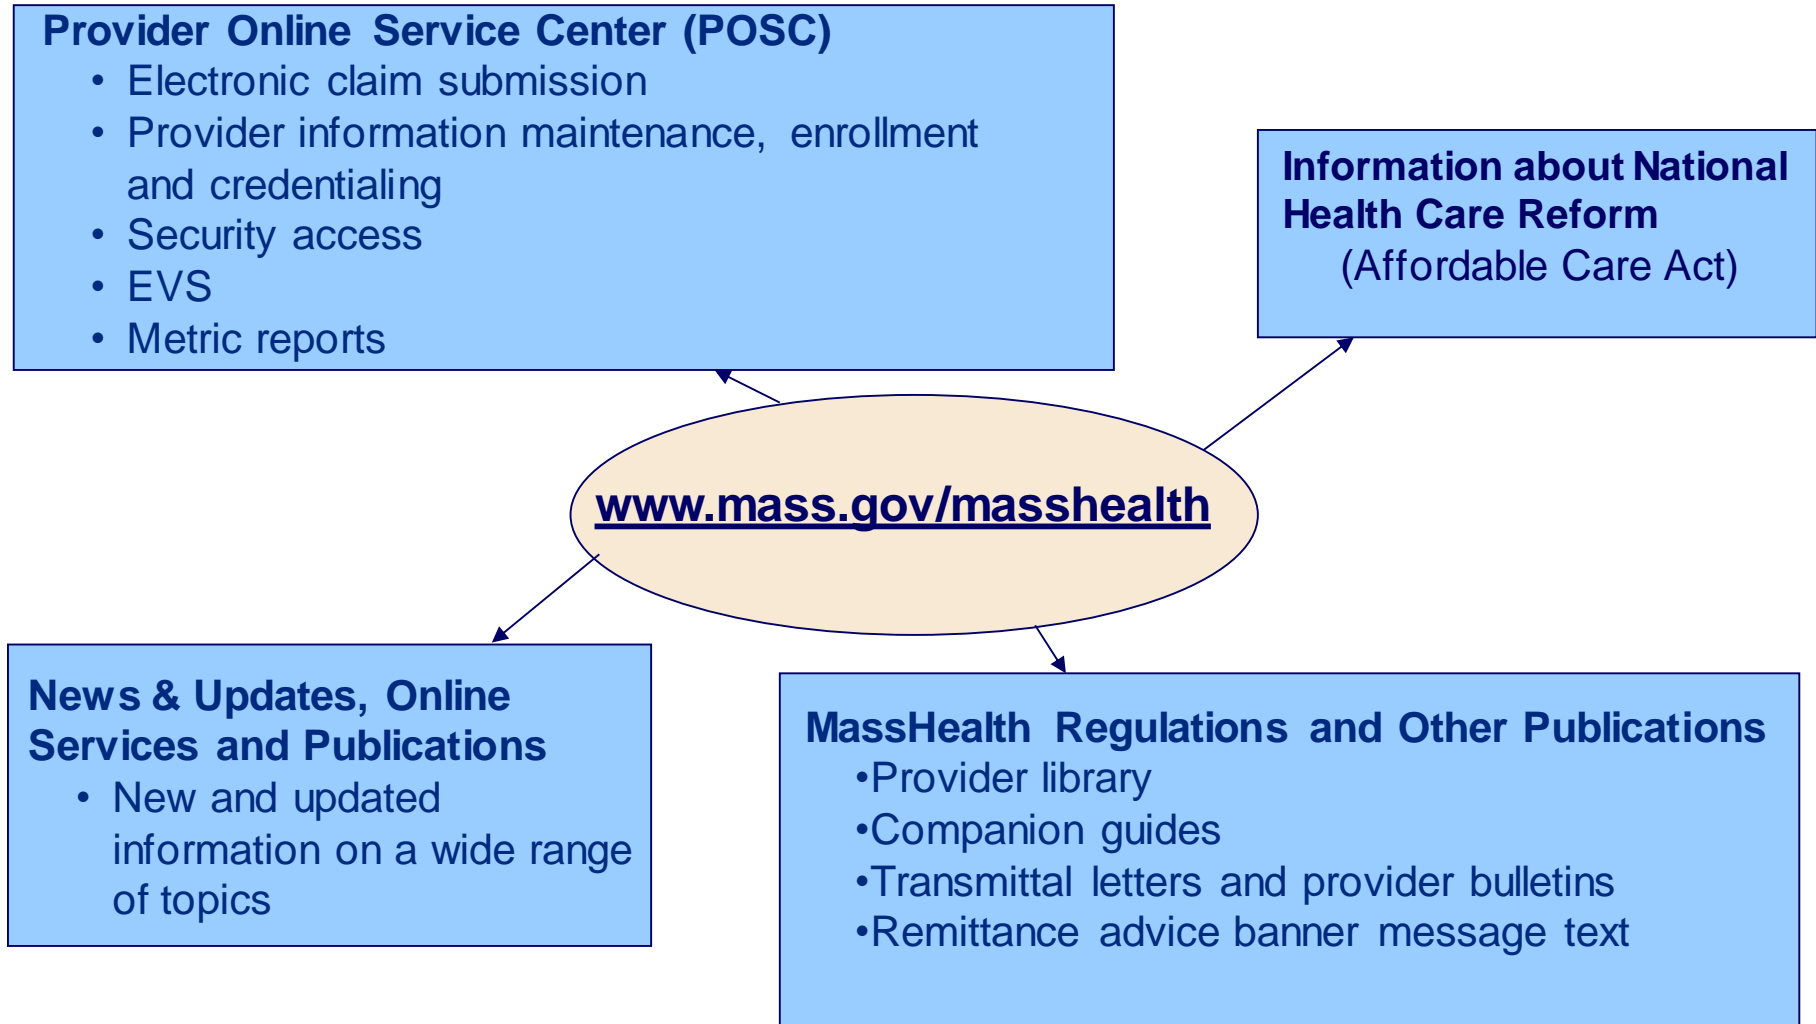 Provider Online Service Center (POSC)
• Electronic claim submission
• Provider information maintenance, enrollment
and credentialing
• Security access
• EVS
• Metric reports
Information about National
Health Care Reform
(Affordable Care Act)
www.mass.gov/masshealth
News & Updates, Online
Services and Publications
• New and updated
information on a wide range
of topics
MassHealth Regulations and Other Publications
•Provider library
•Companion guides
•Transmittal letters and provider bulletins
•Remittance advice banner message text